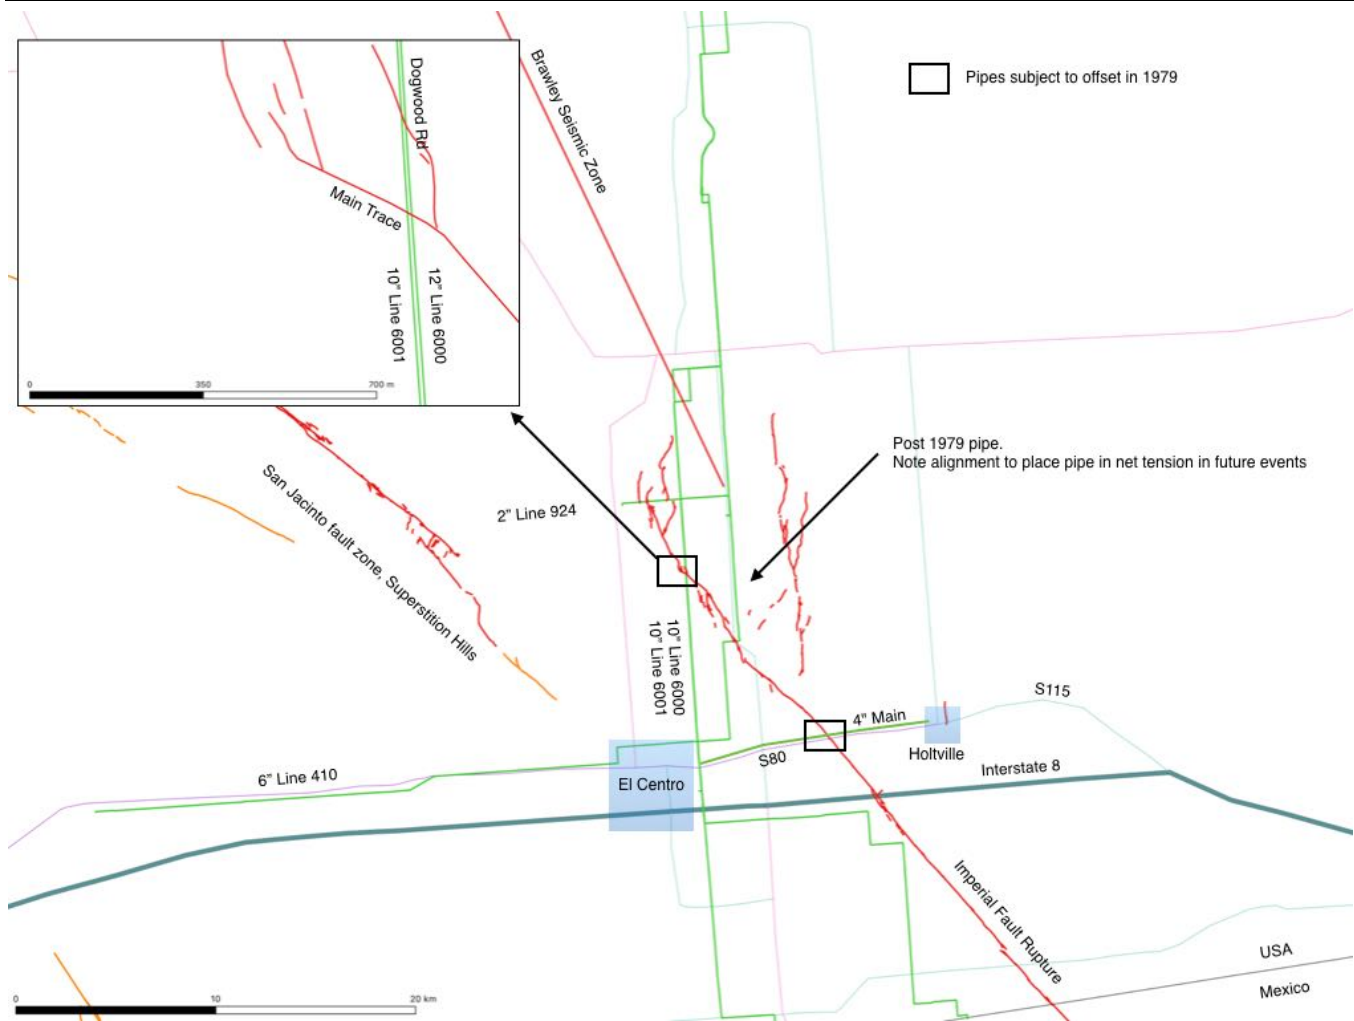 Dogwood Rd
Main Trace
10" Line 6001
12" Line 6000
0 350 700 m
Brawley Seismic Zone
Pipes subject to offset in 1979
Post 1979 pipe.
Note alignment to place pipe in net tension in future events
San Jacinto fault zone, Superstition Hills
2" Line 924
10" Line 6000
10" Line 6001
S115
4" Main
S80
Holtville
6" Line 410
El Centro
Interstate 8
Imperial Fault Rupture
USA
Mexico
0 10 20 km